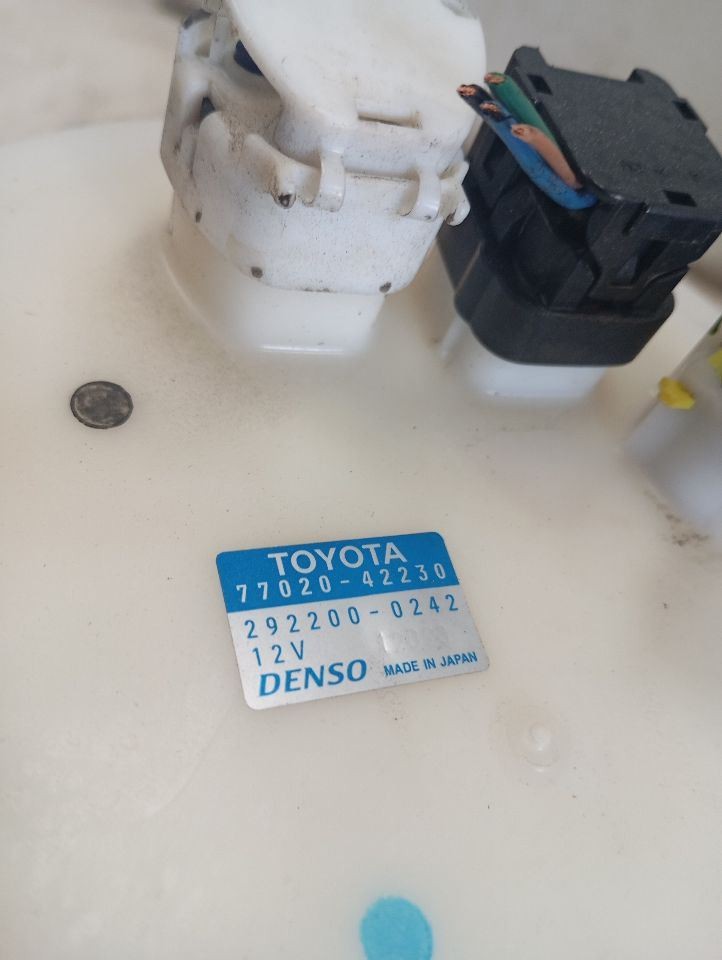 TOYOTA
77020-42230
292200-0242
12V
DENSO MADE IN JAPAN